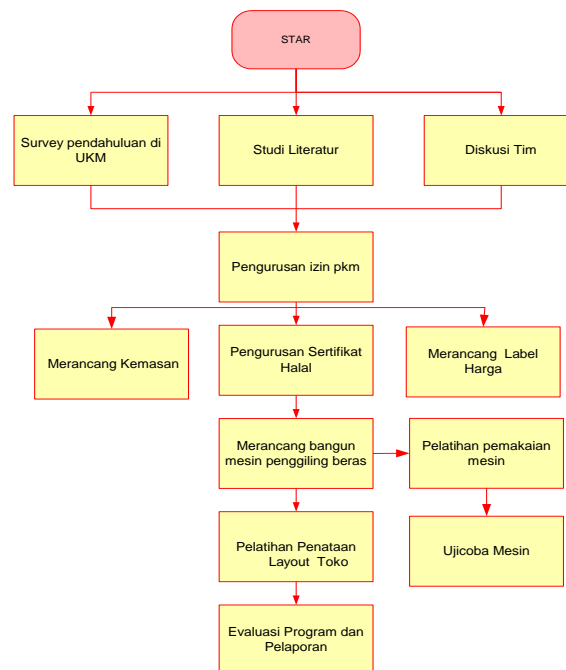 STAR
Survey pendahuluan di
UKM
Studi Literatur
Diskusi Tim
Pengurusan izin pkm
Merancang Kemasan
Pengurusan Sertifikat
Halal
Merancang Label
Harga
Merancang bangun
mesin penggiling beras
Pelatihan pemakaian
mesin
Pelatihan Penataan
Layout Toko
Ujicoba Mesin
Evaluasi Program dan
Pelaporan